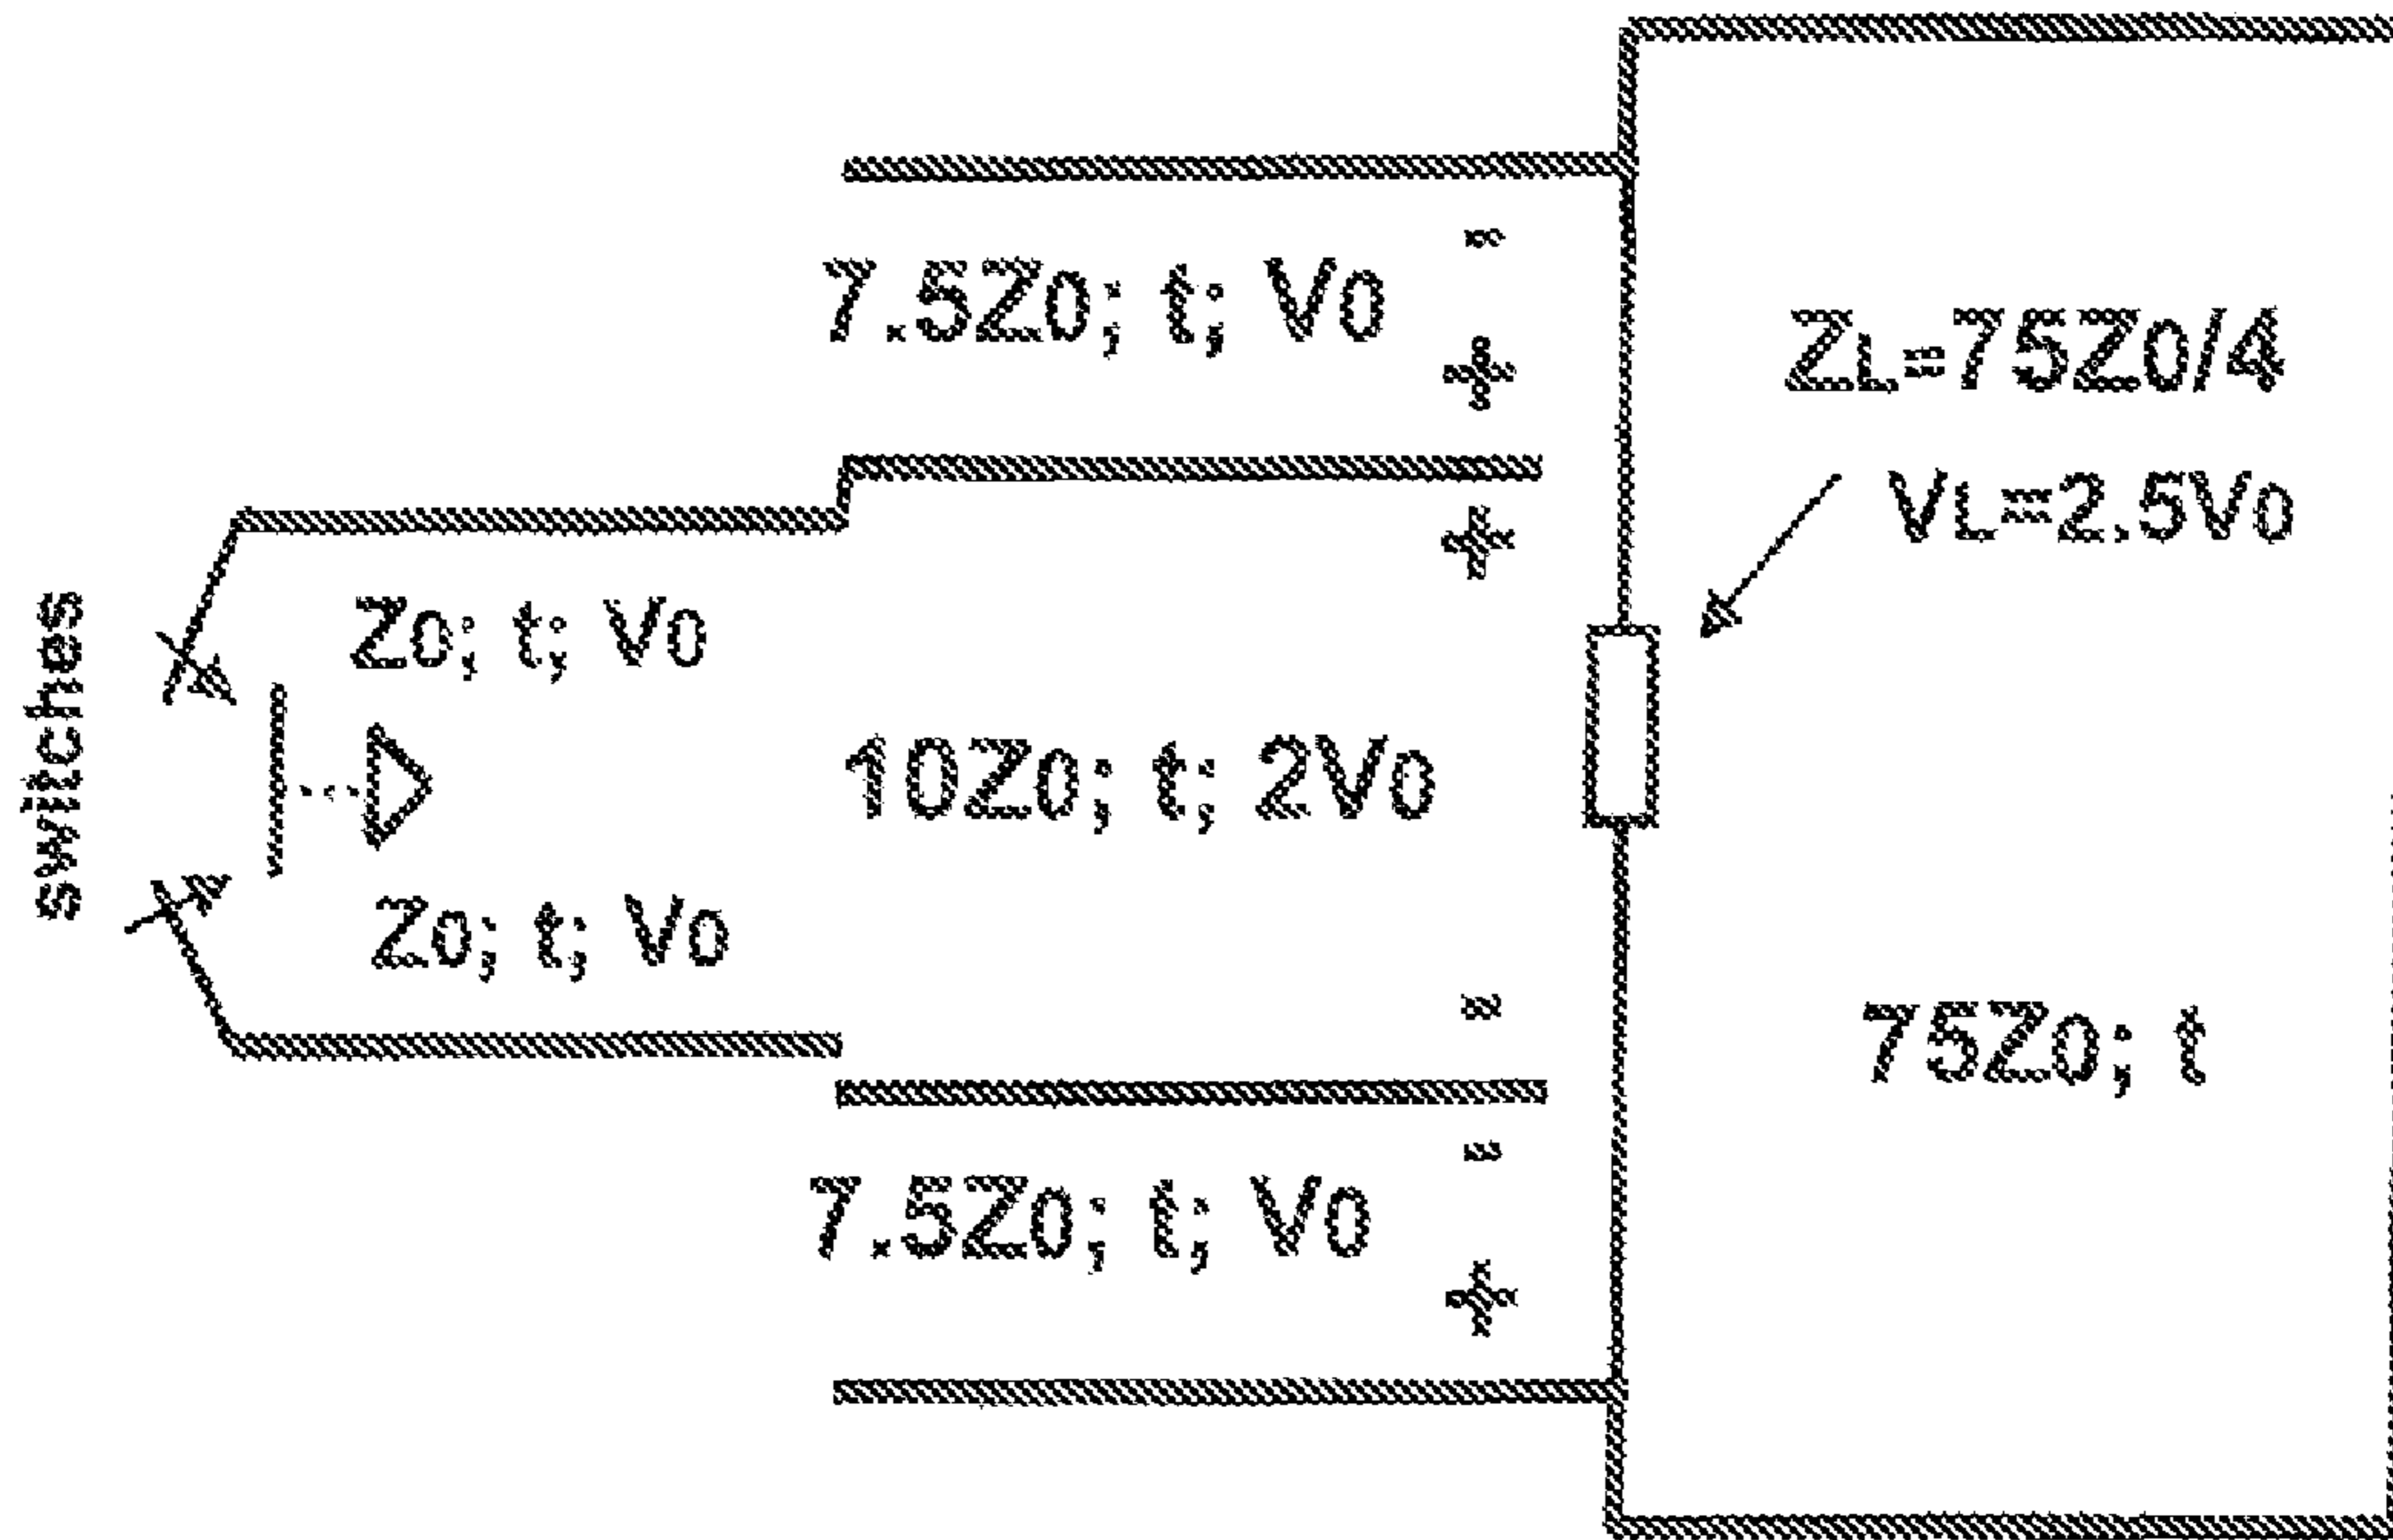 7.5Z0; t; V0
ZL=75Z0/4
VL=2.5V0
switches
Z0; t; V0
10Z0; t; 2V0
Z0; t; V0
75Z0; t
7.5Z0; t; V0